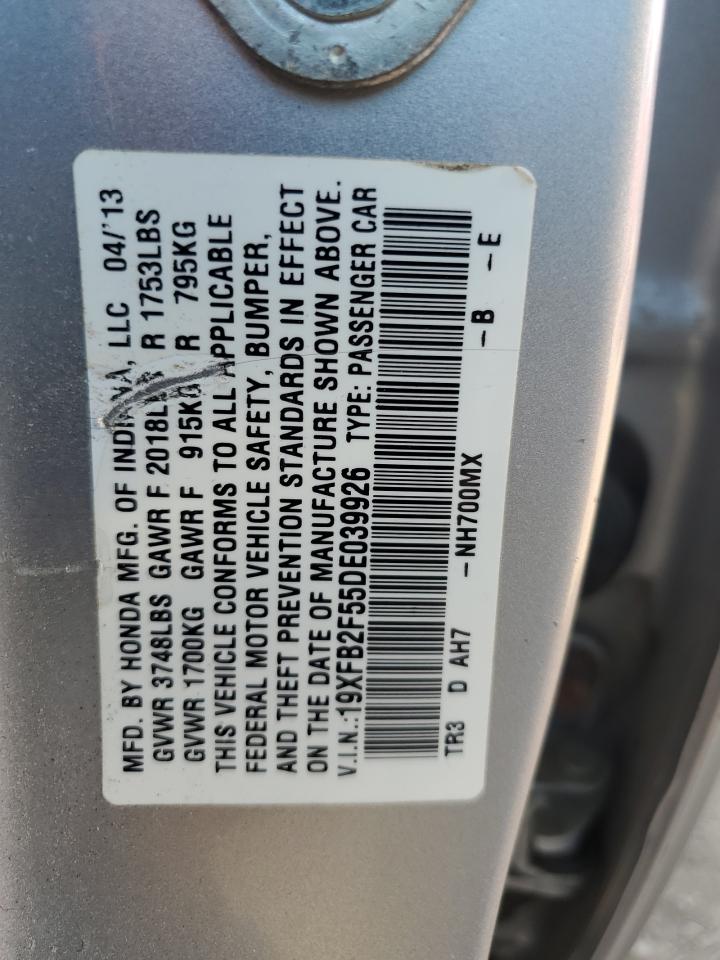 MFD. BY HONDA MFG. OF INDIANA, LLC 04/'13
GVWR 3748LBS GAWR F 2018LBS R 1753LBS
GVWR 1700KG GAWR F 915KG R 795KG
THIS VEHICLE CONFORMS TO ALL APPLICABLE
FEDERAL MOTOR VEHICLE SAFETY, BUMPER,
AND THEFT PREVENTION STANDARDS IN EFFECT
ON THE DATE OF MANUFACTURE SHOWN ABOVE.
V.I.N.:19XFB2F55DE039926 TYPE: PASSENGER CAR
TR3 D AH7 -NH700MX -B -E